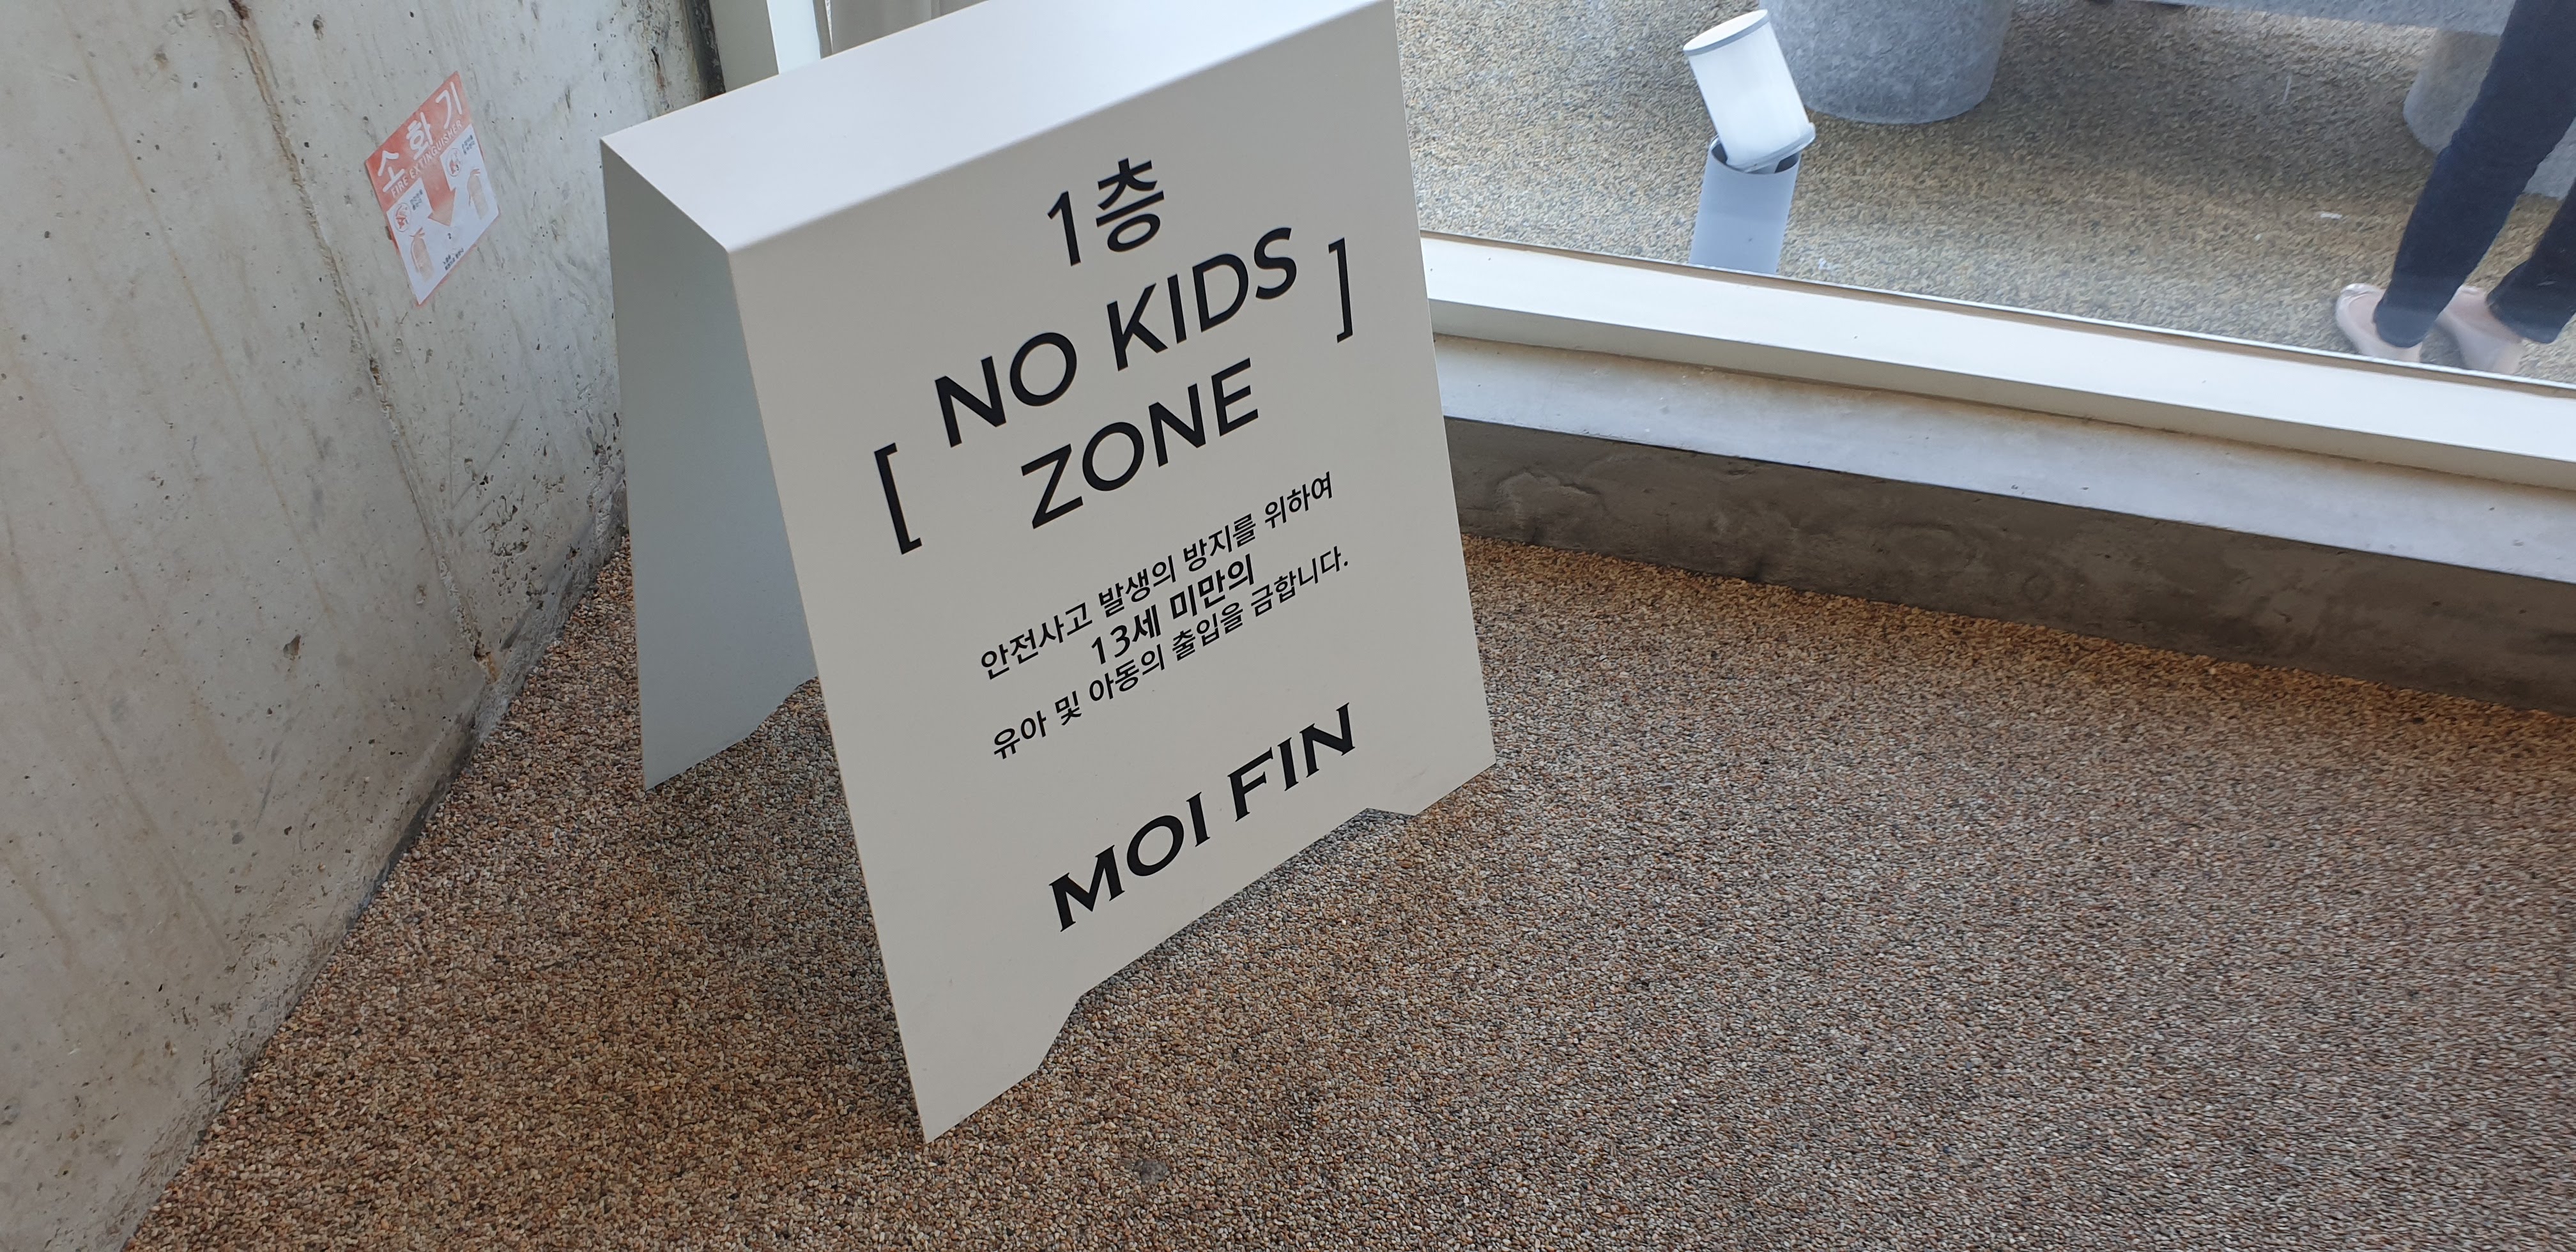 소화기
FIRE EXTINGUISHER
1층
[ NO KIDS
ZONE ]
안전사고 발생의 방지를 위하여
13세 미만의
유아 및 아동의 출입을 금합니다.
MOI FIN